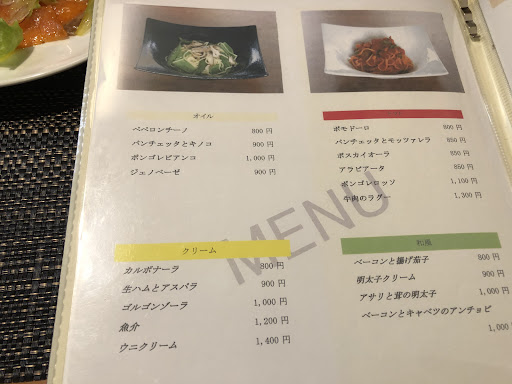 オイル
ペペロンチーノ 800 円
パンチェッタとキノコ 900 円
ボンゴレビアンコ 1,000 円
ジェノベーゼ 900 円
ポモドーロ 800 円
パンチェッタとモッツァレラ 850 円
ボスカイオーラ 850 円
アラビアータ 850 円
ボンゴレロッソ 1,100 円
牛肉のラグー 1,300 円
MENU
クリーム
カルボナーラ 800 円
生ハムとアスパラ 900 円
ゴルゴンゾーラ 1,000 円
魚介 1,200 円
ウニクリーム 1,400 円
和風
ベーコンと揚げ茄子 800 円
明太子クリーム 900 円
アサリと茸の明太子 1,000 円
ベーコンとキャベツのアンチョビ
1,000